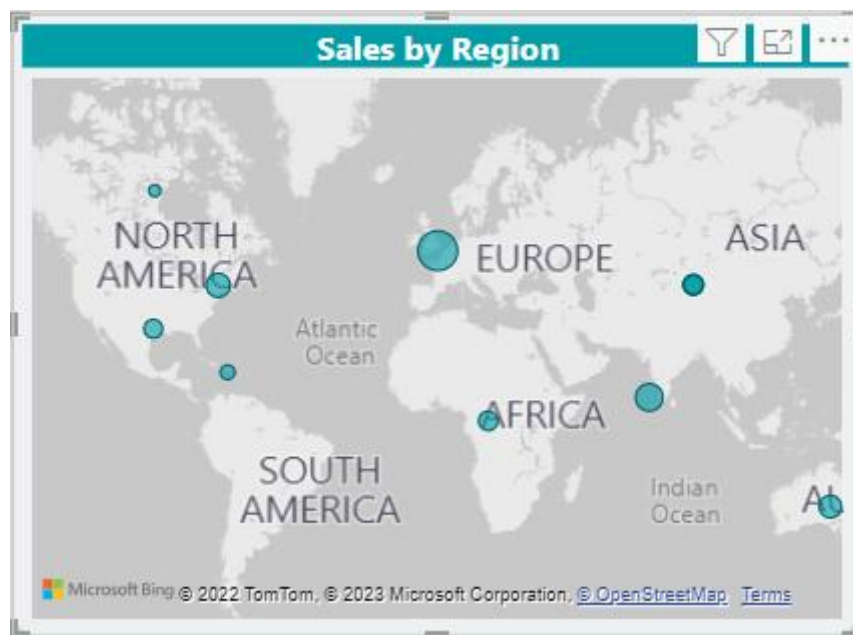 Sales by Region
NORTH
AMERICA
EUROPE
ASIA
Atlantic
Ocean
AFRICA
SOUTH
AMERICA
Indian
Ocean
AU
Microsoft Bing © 2022 TomTom, © 2023 Microsoft Corporation, © OpenStreetMap Terms